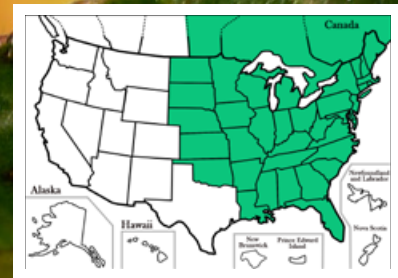 Canada
Newfoundland
and Labrador
Alaska
Hawaii
New
Brunswick
Prince Edward
Island
Nova Scotia